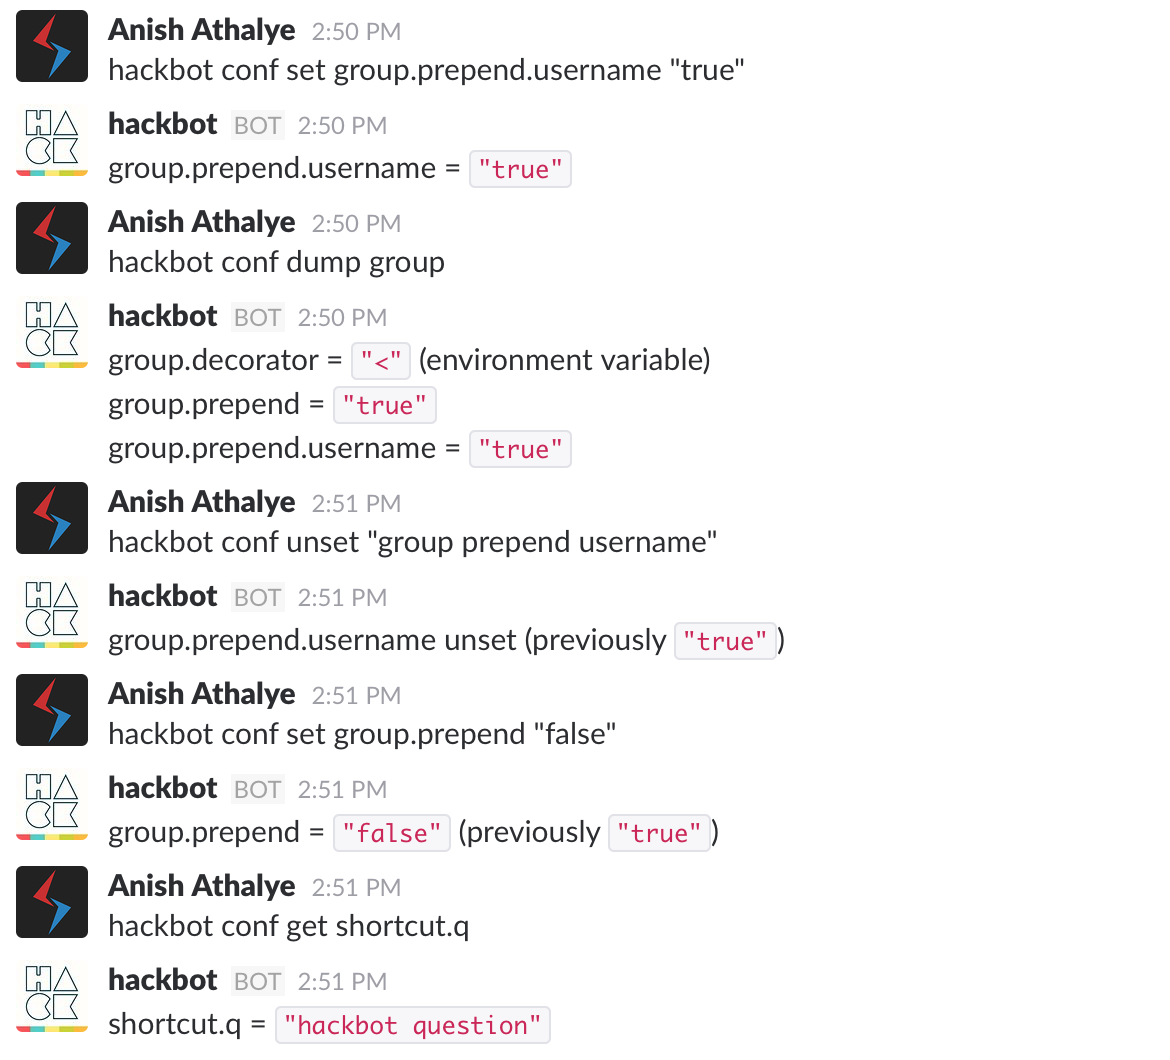 Anish Athalye 2:50 PM
hackbot conf set group.prepend.username "true"
HACK
hackbot BOT 2:50 PM
group.prepend.username = "true"
Anish Athalye 2:50 PM
hackbot conf dump group
HACK
hackbot BOT 2:50 PM
group.decorator = "<" (environment variable)
group.prepend = "true"
group.prepend.username = "true"
Anish Athalye 2:51 PM
hackbot conf unset "group prepend username"
HACK
hackbot BOT 2:51 PM
group.prepend.username unset (previously "true")
Anish Athalye 2:51 PM
hackbot conf set group.prepend "false"
HACK
hackbot BOT 2:51 PM
group.prepend = "false" (previously "true")
Anish Athalye 2:51 PM
hackbot conf get shortcut.q
HACK
hackbot BOT 2:51 PM
shortcut.q = "hackbot question"